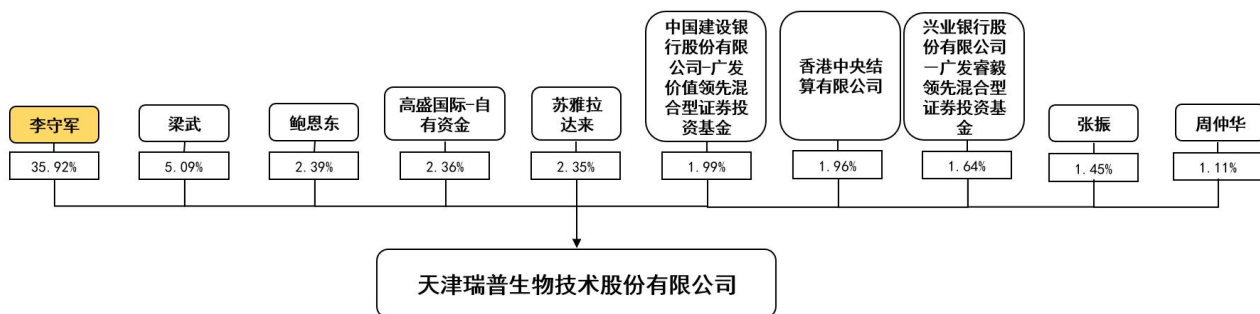 李守军
梁武
鲍恩东
高盛国际-自
有资金
苏雅拉
达来
中国建设银
行股份有限
公司-广发
价值领先混
合型证券投
资基金
香港中央结
算有限公司
兴业银行股
份有限公司
－广发睿毅
领先混合型
证券投资基
金
张振
周仲华
35.92%
5.09%
2.39%
2.36%
2.35%
1.99%
1.96%
1.64%
1.45%
1.11%
天津瑞普生物技术股份有限公司